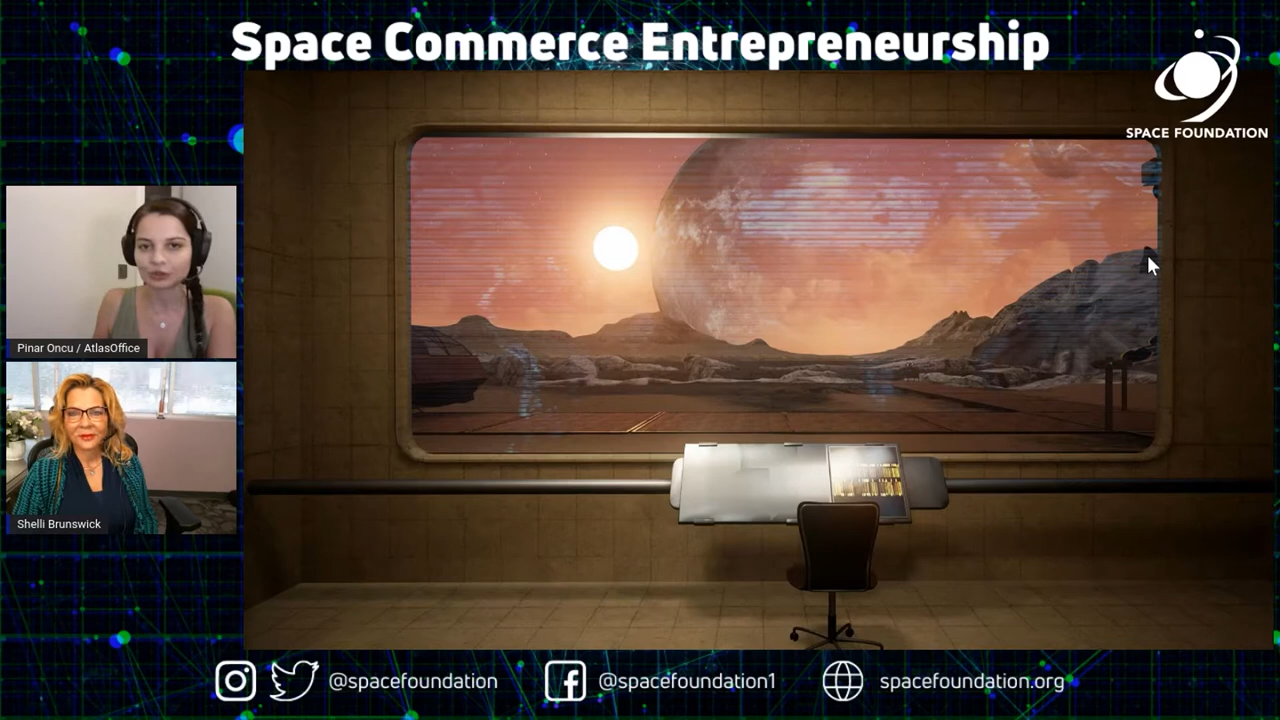 Space Commerce Entrepreneurship
SPACE FOUNDATION
Pinar Oncu / AtlasOffice
Shelli Brunswick
@spacefoundation
@spacefoundation1
spacefoundation.org